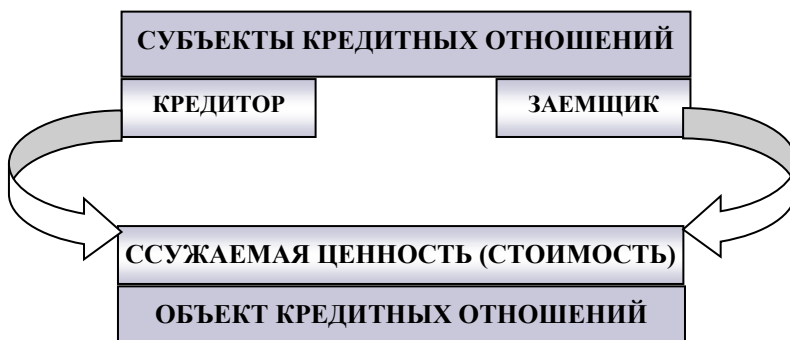 СУБЪЕКТЫ КРЕДИТНЫХ ОТНОШЕНИЙ
КРЕДИТОР
ЗАЕМЩИК
ССУЖАЕМАЯ ЦЕННОСТЬ (СТОИМОСТЬ)
ОБЪЕКТ КРЕДИТНЫХ ОТНОШЕНИЙ